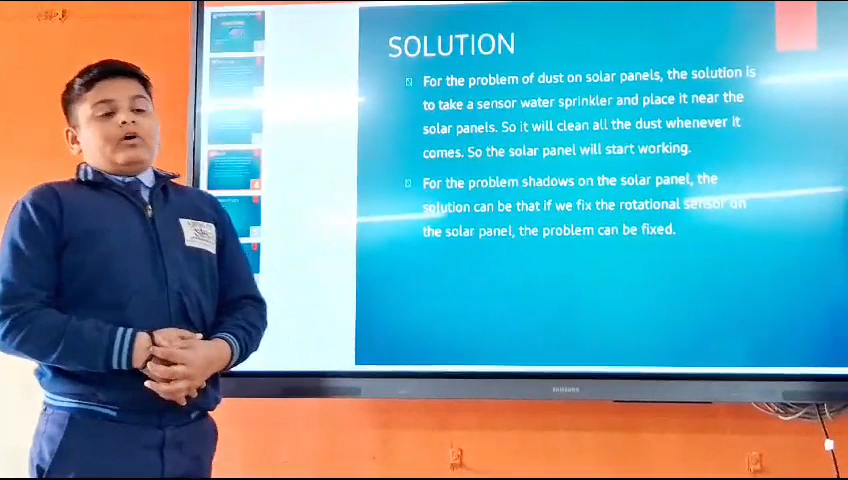 SOLUTION
For the problem of dust on solar panels, the solution is
to take a sensor water sprinkler and place it near the
solar panels. So it will clean all the dust whenever it
comes. So the solar panel will start working.
For the problem shadows on the solar panel, the
solution can be that if we fix the rotational sensor on
the solar panel, the problem can be fixed.
SAMSUNG